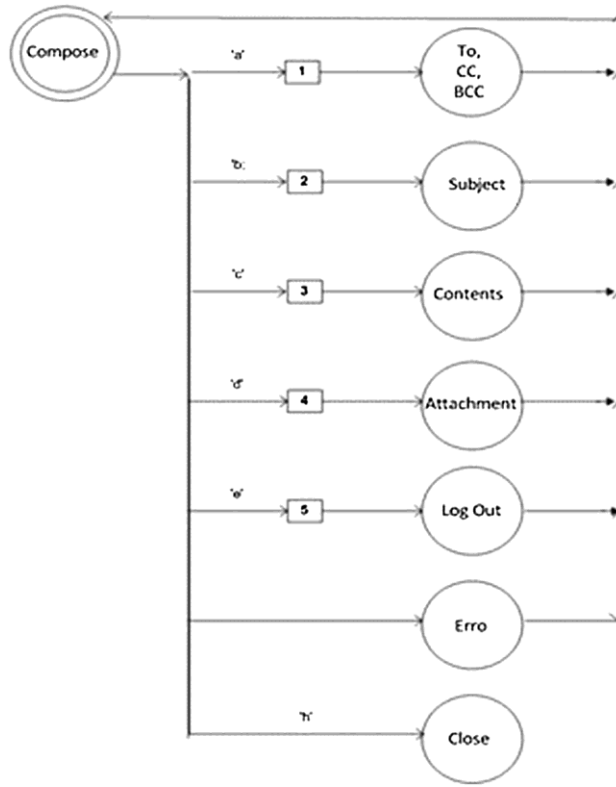 Compose
'a'
1
To,
CC,
BCC
'b;
2
Subject
'c'
3
Contents
'd'
4
Attachment
'e'
5
Log Out
Erro
'h'
Close